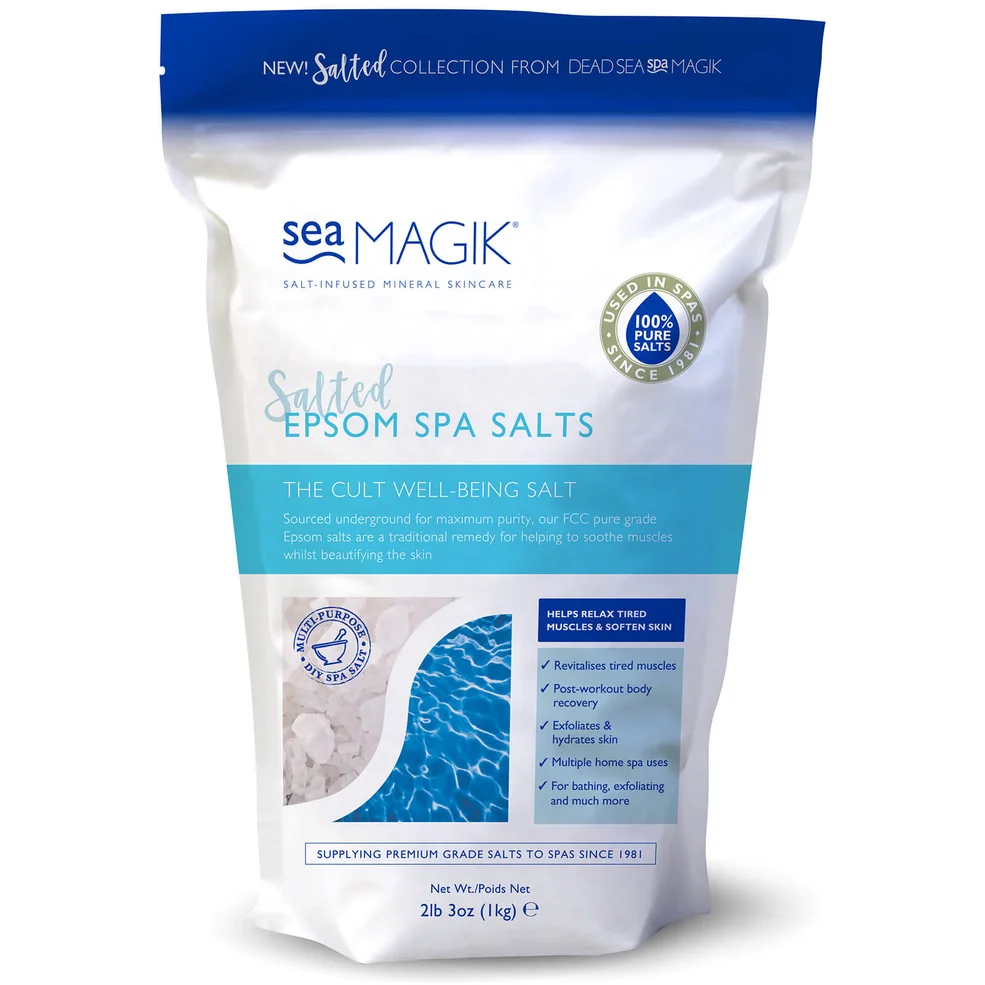 NEW! Salted COLLECTION FROM DEAD SEA spa MAGIK
sea MAGIK®
SALT-INFUSED MINERAL SKINCARE
USED IN SPAS
SINCE 1981
100%
PURE
SALTS
Salted
EPSOM SPA SALTS
THE CULT WELL-BEING SALT
Sourced underground for maximum purity, our FCC pure grade
Epsom salts are a traditional remedy for helping to soothe muscles
whilst beautifying the skin
MULTI-PURPOSE
DIY SPA SALT
HELPS RELAX TIRED
MUSCLES & SOFTEN SKIN
✓ Revitalises tired muscles
✓ Post-workout body
recovery
✓ Exfoliates &
hydrates skin
✓ Multiple home spa uses
✓ For bathing, exfoliating
and much more
SUPPLYING PREMIUM GRADE SALTS TO SPAS SINCE 1981
Net Wt./Poids Net
2lb 3oz (1kg) ℮